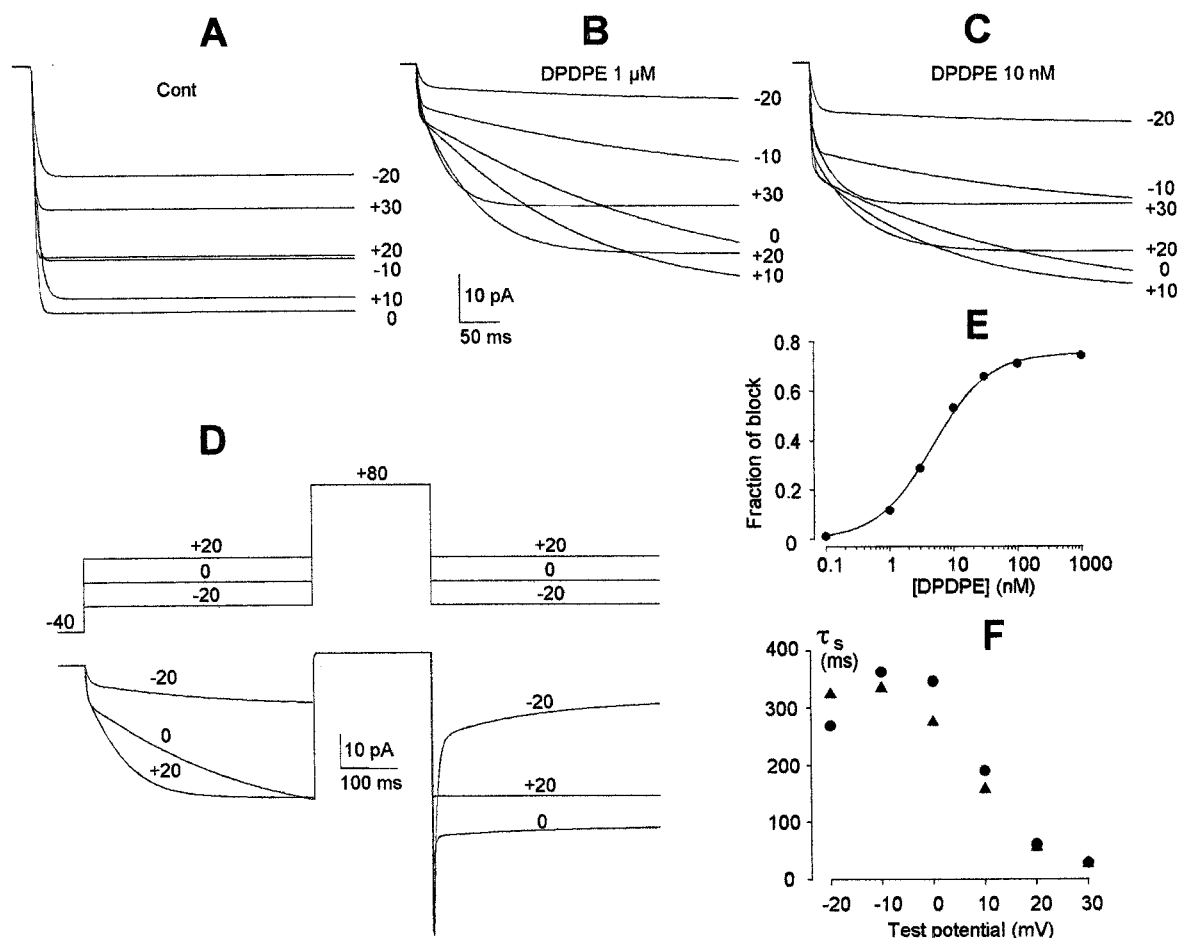 A
Cont
-20
+30
+20
-10
+10
0
B
DPDPE 1 µM
-20
-10
+30
0
+20
+10
10 pA
50 ms
C
DPDPE 10 nM
-20
-10
+30
+20
0
+10
D
+80
+20
0
-20
-40
+20
0
-20
-20
0
+20
10 pA
100 ms
-20
+20
0
E
Fraction of block
0.8
0.6
0.4
0.2
0
0.1 1 10 100 1000
[DPDPE] (nM)
F
τs
(ms)
400
300
200
100
0
-20 -10 0 10 20 30
Test potential (mV)